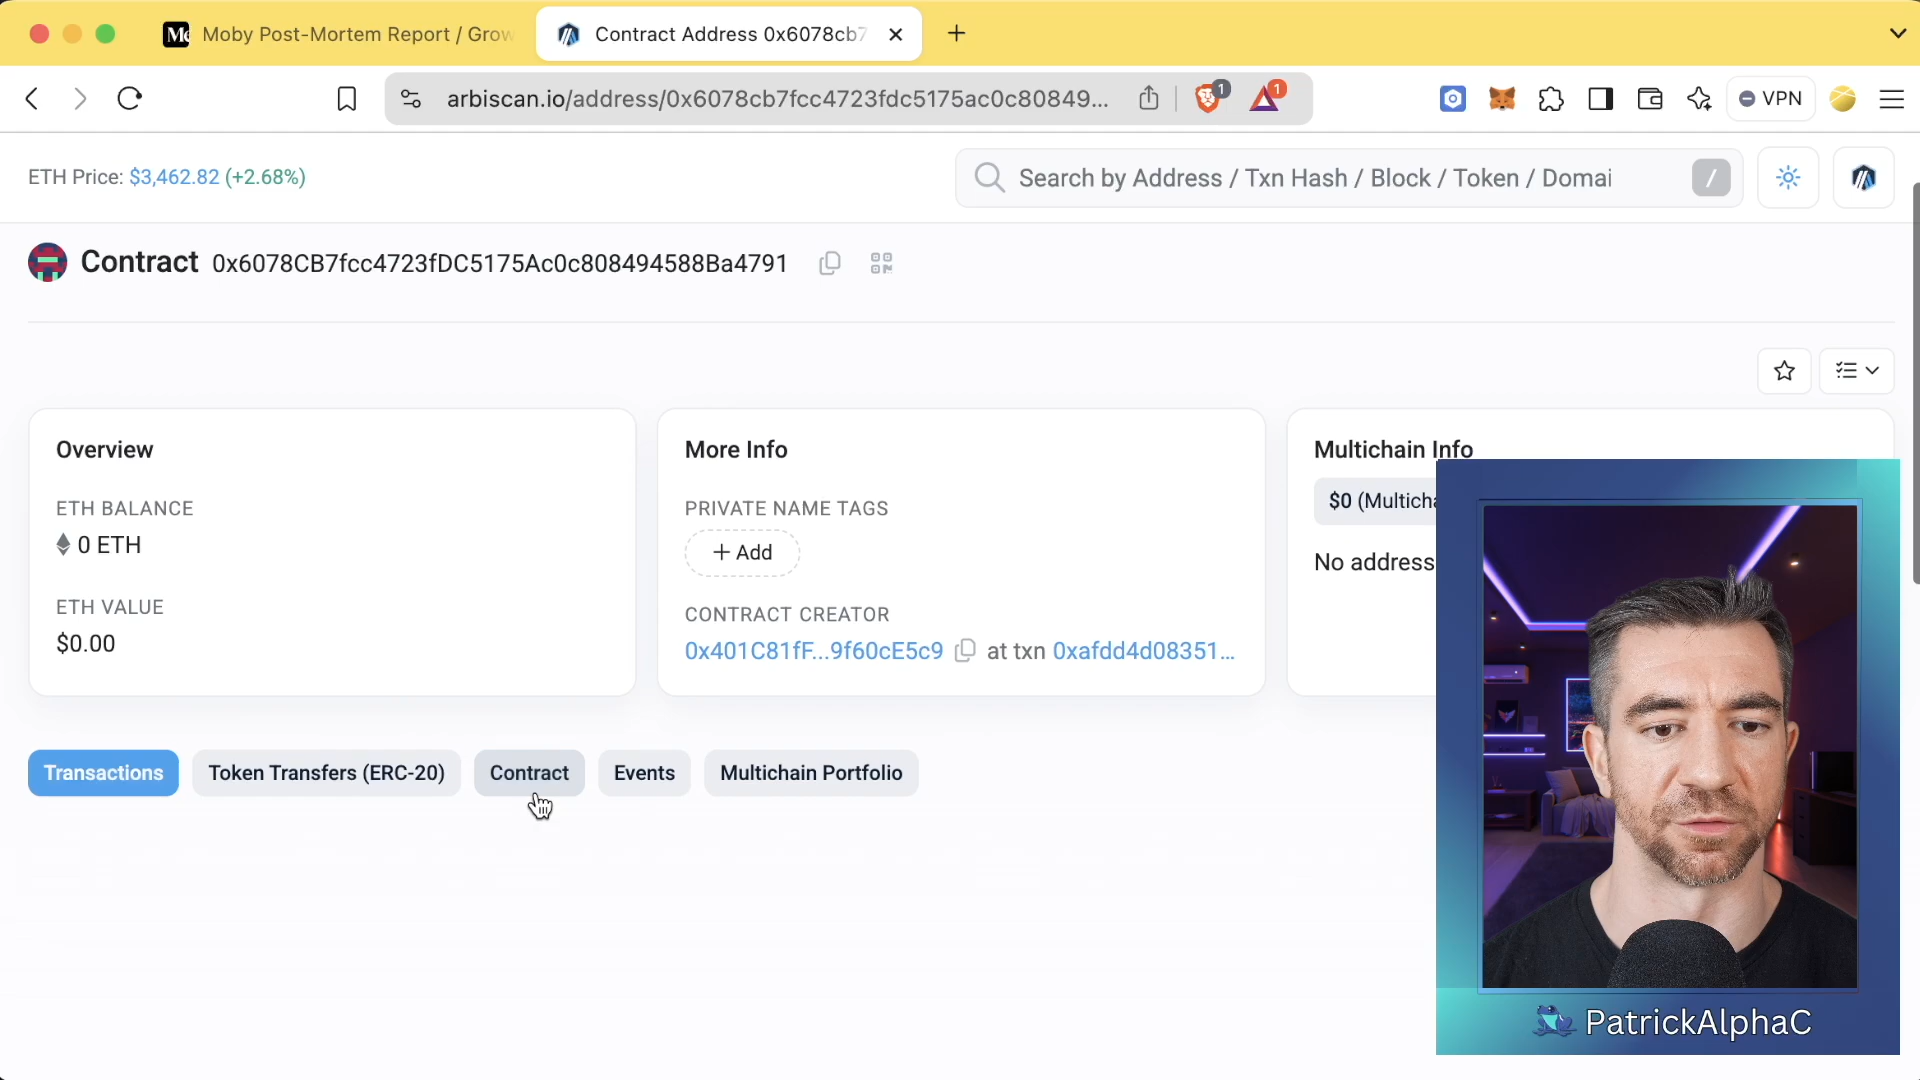 Moby Post-Mortem Report / Grow
Contract Address 0x6078cb7
arbiscan.io/address/0x6078cb7fcc4723fdc5175ac0c80849...
1
1
VPN
ETH Price: $3,462.82 (+2.68%)
Search by Address / Txn Hash / Block / Token / Domai
/
Contract 0x6078CB7fcc4723fDC5175Ac0c808494588Ba4791
Overview
ETH BALANCE
0 ETH
ETH VALUE
$0.00
More Info
PRIVATE NAME TAGS
+ Add
CONTRACT CREATOR
0x401C81fF...9f60cE5c9 at txn 0xafdd4d08351...
Multichain Info
$0 (Multicha
No address
Transactions
Token Transfers (ERC-20)
Contract
Events
Multichain Portfolio
PatrickAlphaC